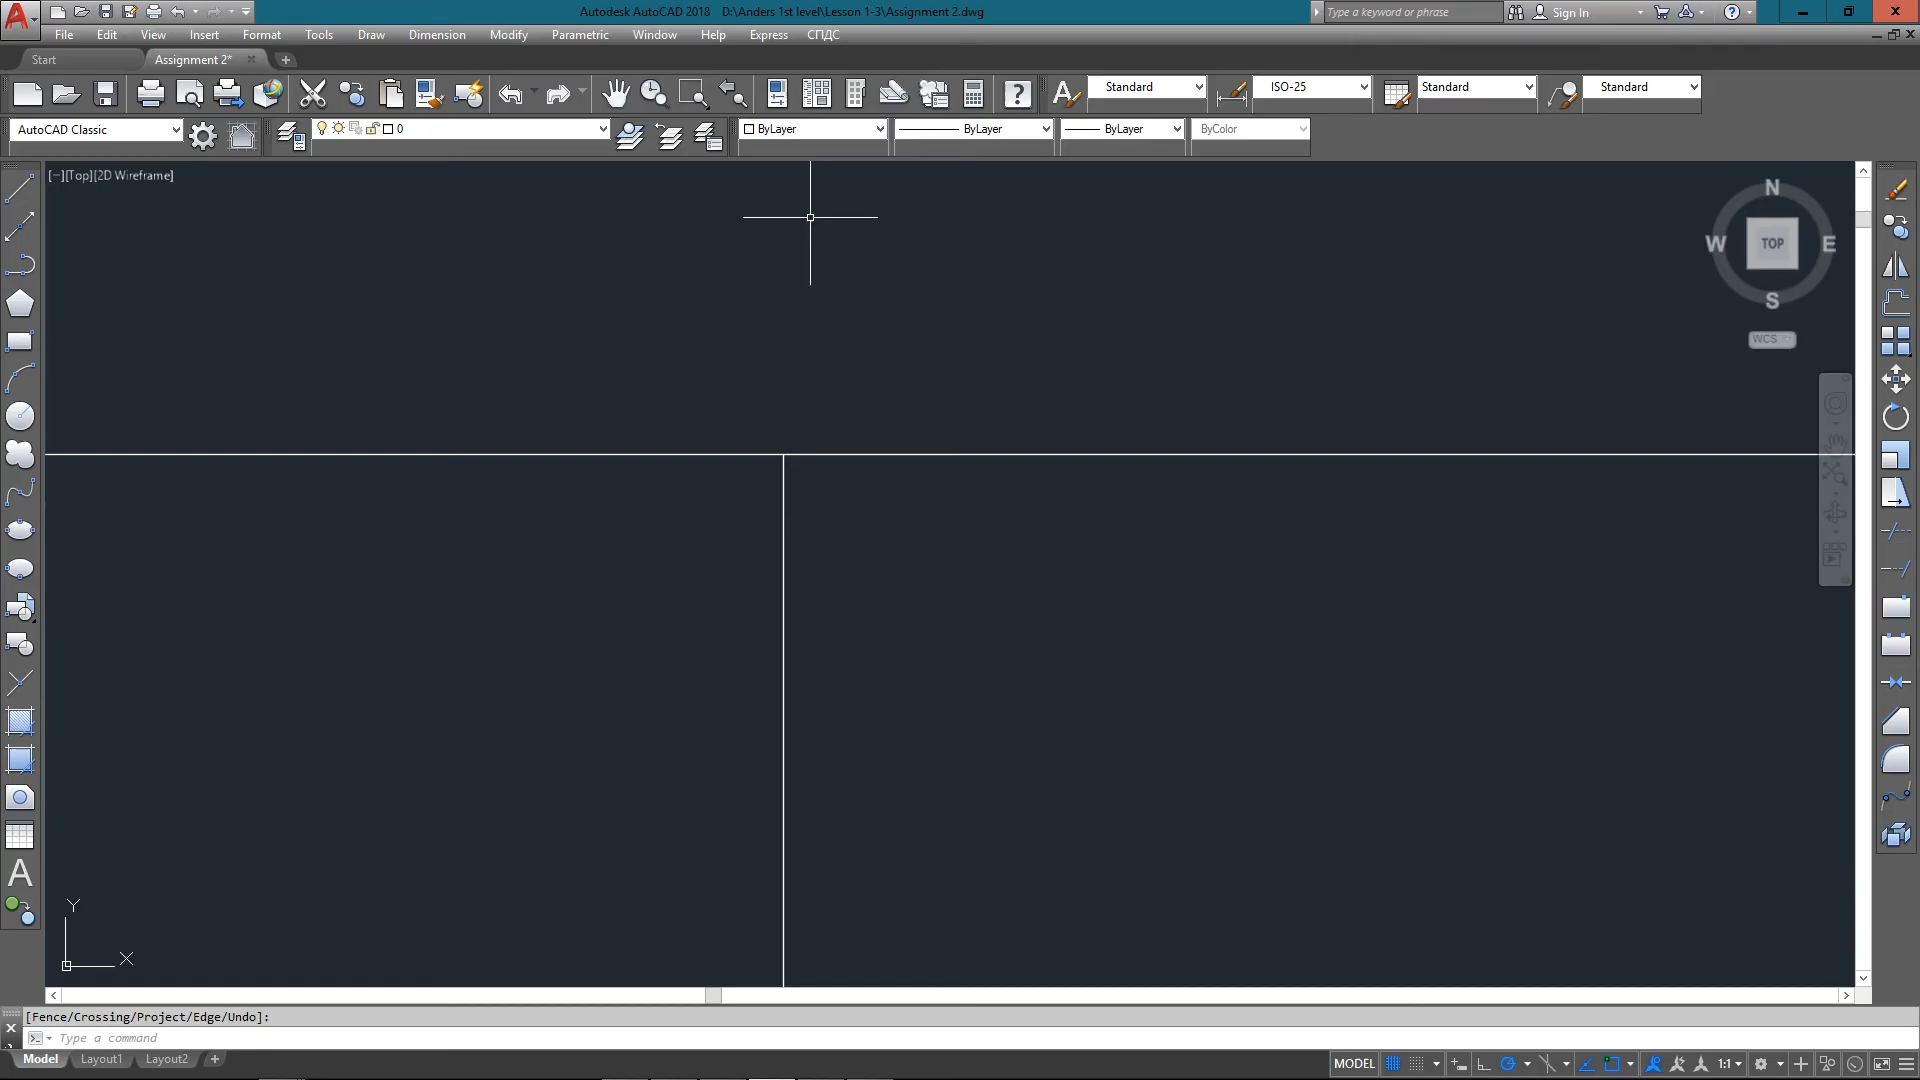 Autodesk AutoCAD 2018 D:\Anders 1st level\Lesson 1-3\Assignment 2.dwg
Type a keyword or phrase
Sign In
File Edit View Insert Format Tools Draw Dimension Modify Parametric Window Help Express СПДС
Start Assignment 2*
Standard ISO-25 Standard Standard
AutoCAD Classic 0 ByLayer ByLayer ByLayer ByColor
[−][Top][2D Wireframe]
N
W TOP E
S
WCS
Y
X
[Fence/Crossing/Project/Edge/Undo]:
Type a command
Model Layout1 Layout2 +
MODEL 1:1